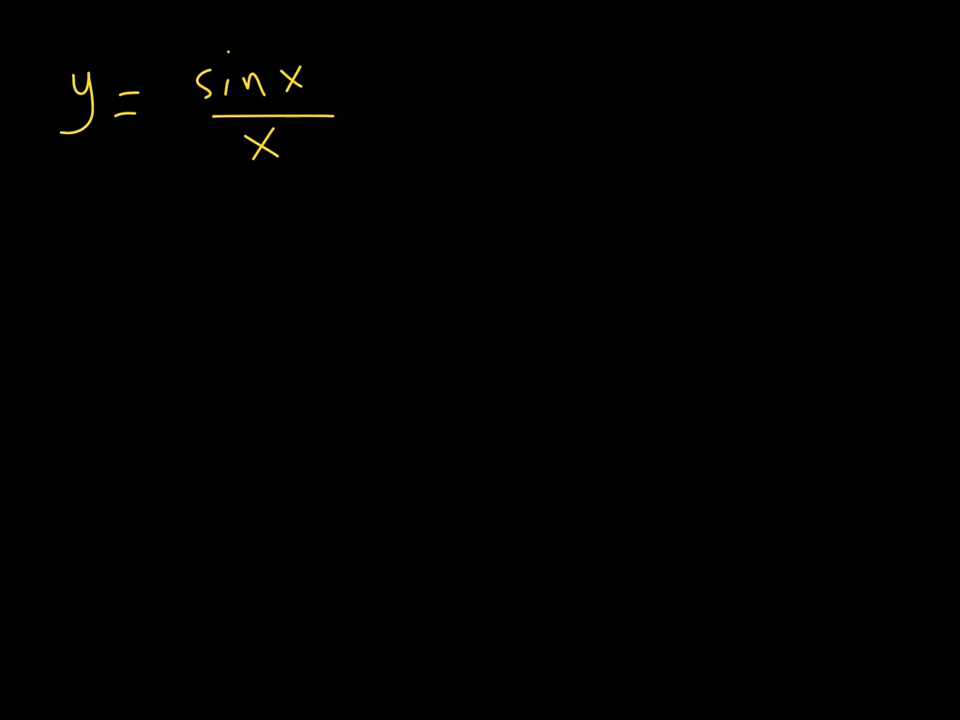 y = sin x / x